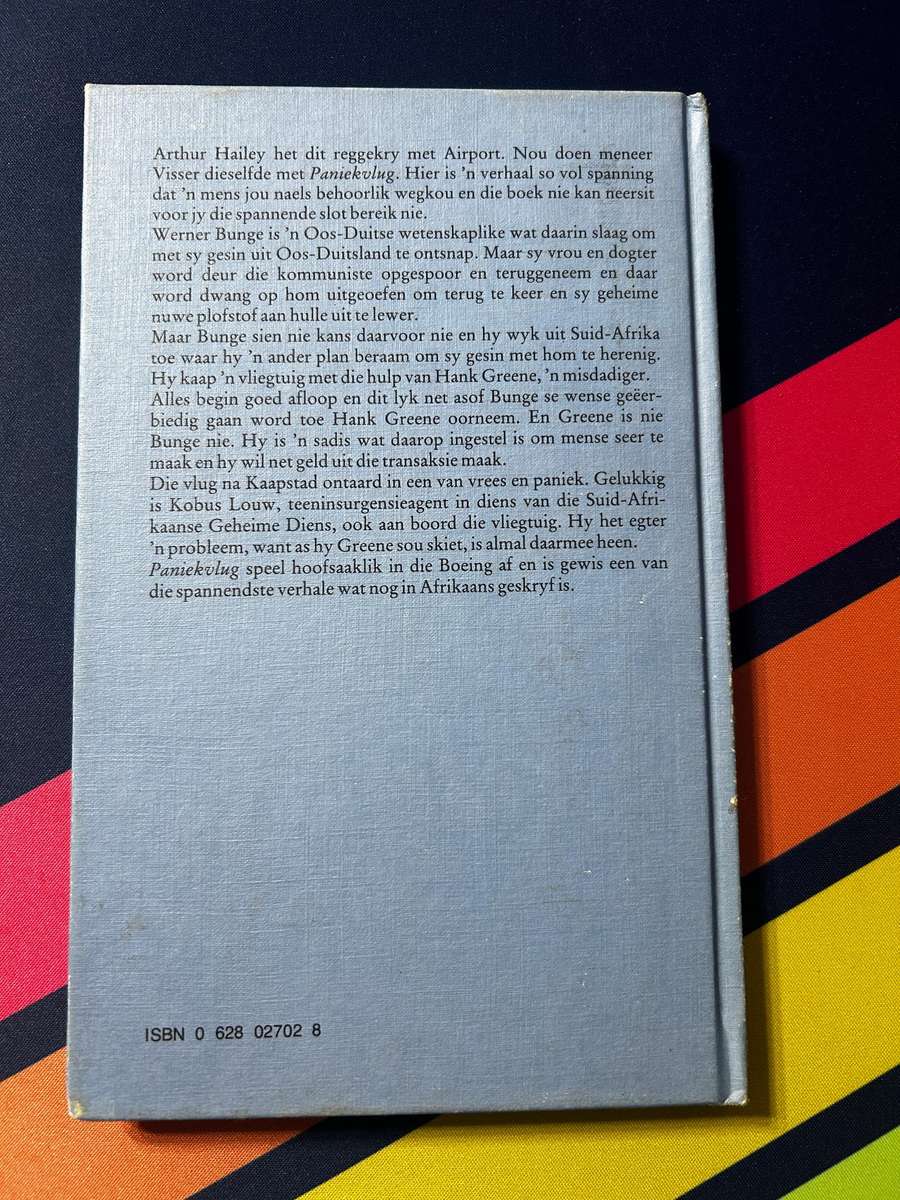 Arthur Hailey het dit reggekry met Airport. Nou doen meneer
Visser dieselfde met Paniekvlug. Hier is ’n verhaal so vol spanning
dat ’n mens jou naels behoorlik wegkou en die boek nie kan neersit
voor jy die spannende slot bereik nie.
Werner Bunge is ’n Oos-Duitse wetenskaplike wat daarin slaag om
met sy gesin uit Oos-Duitsland te ontsnap. Maar sy vrou en dogter
word deur die kommuniste opgespoor en teruggeneem en daar
word dwang op hom uitgeoefen om terug te keer en sy geheime
nuwe plofstof aan hulle uit te lewer.
Maar Bunge sien nie kans daarvoor nie en hy wyk uit Suid-Afrika
toe waar hy ’n ander plan beraam om sy gesin met hom te herenig.
Hy kaap ’n vliegtuig met die hulp van Hank Greene, ’n misdadiger.
Alles begin goed afloop en dit lyk net asof Bunge se wense geëer-
biedig gaan word toe Hank Greene oorneem. En Greene is nie
Bunge nie. Hy is ’n sadis wat daarop ingestel is om mense seer te
maak en hy wil net geld uit die transaksie maak.
Die vlug na Kaapstad ontaard in een van vrees en paniek. Gelukkig
is Kobus Louw, teeninsurgensieagent in diens van die Suid-Afri-
kaanse Geheime Diens, ook aan boord die vliegtuig. Hy het egter
’n probleem, want as hy Greene sou skiet, is almal daarmee heen.
Paniekvlug speel hoofsaaklik in die Boeing af en is gewis een van
die spannendste verhale wat nog in Afrikaans geskryf is.
ISBN 0 628 02702 8